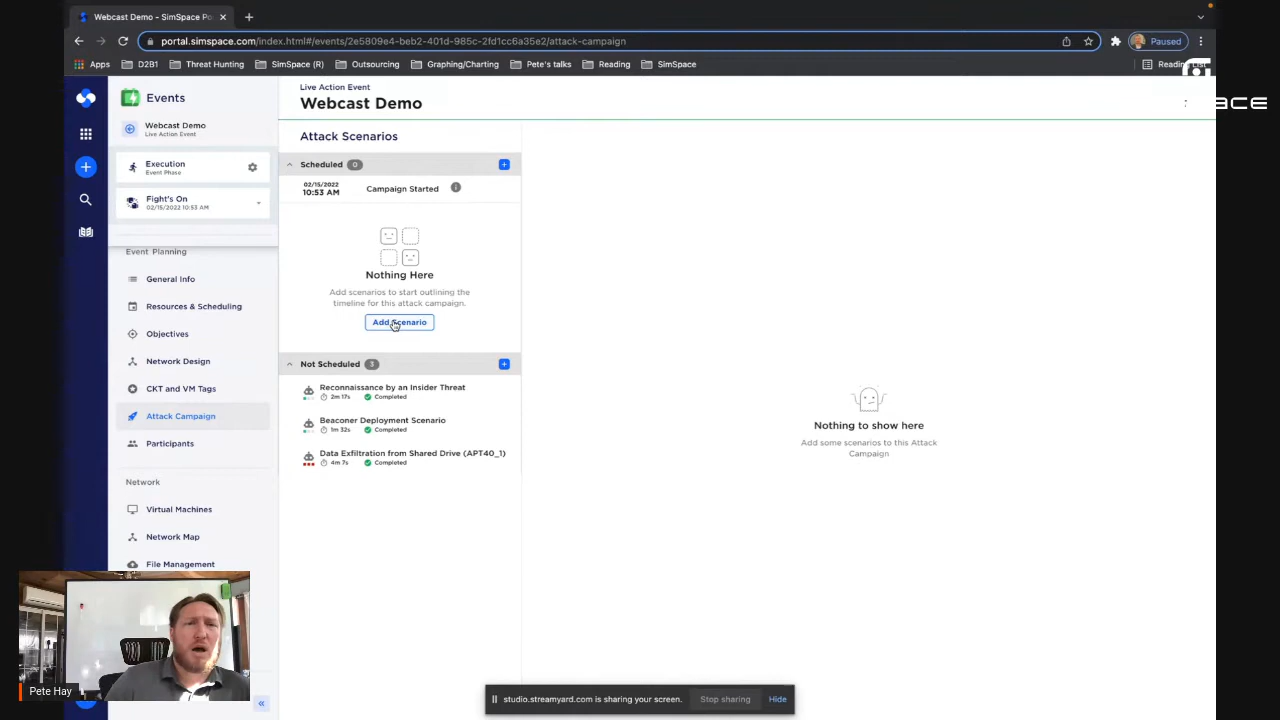 Webcast Demo - SimSpace Po
portal.simspace.com/index.html#/events/2e5809e4-beb2-401d-985c-2fd1cc6a35e2/attack-campaign
Paused
Apps
D2B1
Threat Hunting
SimSpace (R)
Outsourcing
Graphing/Charting
Pete's talks
Reading
SimSpace
Reading List
Events
Live Action Event
Webcast Demo
Webcast Demo
Live Action Event
Execution
Event Phase
Fight's On
02/15/2022 10:53 AM
Event Planning
General Info
Resources & Scheduling
Objectives
Network Design
CKT and VM Tags
Attack Campaign
Participants
Network
Virtual Machines
Network Map
File Management
Attack Scenarios
Scheduled 0
02/15/2022
10:53 AM
Campaign Started
Nothing Here
Add scenarios to start outlining the
timeline for this attack campaign.
Add Scenario
Not Scheduled 3
Reconnaissance by an Insider Threat
2m 17s Completed
Beaconer Deployment Scenario
1m 32s Completed
Data Exfiltration from Shared Drive (APT40_1)
4m 7s Completed
Nothing to show here
Add some scenarios to this Attack
Campaign
Pete Hay
studio.streamyard.com is sharing your screen.
Stop sharing
Hide